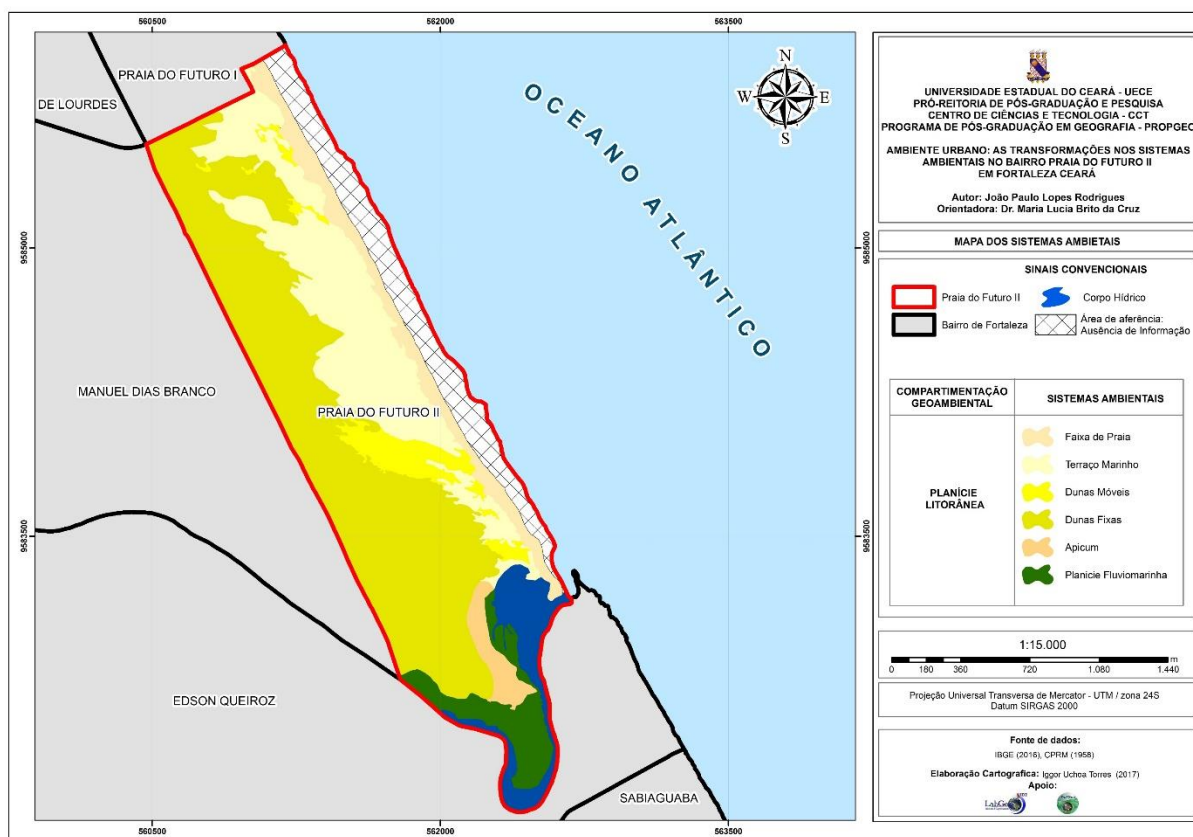 560500
562000
563500
9585000
9583500
PRAIA DO FUTURO I
DE LOURDES
OCEANO ATLÂNTICO
N
W
E
S
MANUEL DIAS BRANCO
PRAIA DO FUTURO II
EDSON QUEIROZ
SABIAGUABA
560500
562000
563500
9585000
9583500
UNIVERSIDADE ESTADUAL DO CEARÁ - UECE
PRÓ-REITORIA DE PÓS-GRADUAÇÃO E PESQUISA
CENTRO DE CIÊNCIAS E TECNOLOGIA - CCT
PROGRAMA DE PÓS-GRADUAÇÃO EM GEOGRAFIA - PROPGEO
AMBIENTE URBANO: AS TRANSFORMAÇÕES NOS SISTEMAS
AMBIENTAIS NO BAIRRO PRAIA DO FUTURO II
EM FORTALEZA CEARÁ
Autor: João Paulo Lopes Rodrigues
Orientadora: Dr. Maria Lucia Brito da Cruz
MAPA DOS SISTEMAS AMBIETAIS
SINAIS CONVENCIONAIS
Praia do Futuro II
Corpo Hídrico
Bairro de Fortaleza
Área de aferência:
Ausência de Informação
COMPARTIMENTAÇÃO
GEOAMBIENTAL
SISTEMAS AMBIENTAIS
PLANÍCIE
LITORÂNEA
Faixa de Praia
Terraço Marinho
Dunas Móveis
Dunas Fixas
Apicum
Planicie Fluviomarinha
1:15.000
m
0 180 360 720 1.080 1.440
Projeção Universal Transversa de Mercator - UTM / zona 24S
Datum SIRGAS 2000
Fonte de dados:
IBGE (2016), CPRM (1958)
Elaboração Cartografica: Iggor Uchoa Torres (2017)
Apoio: